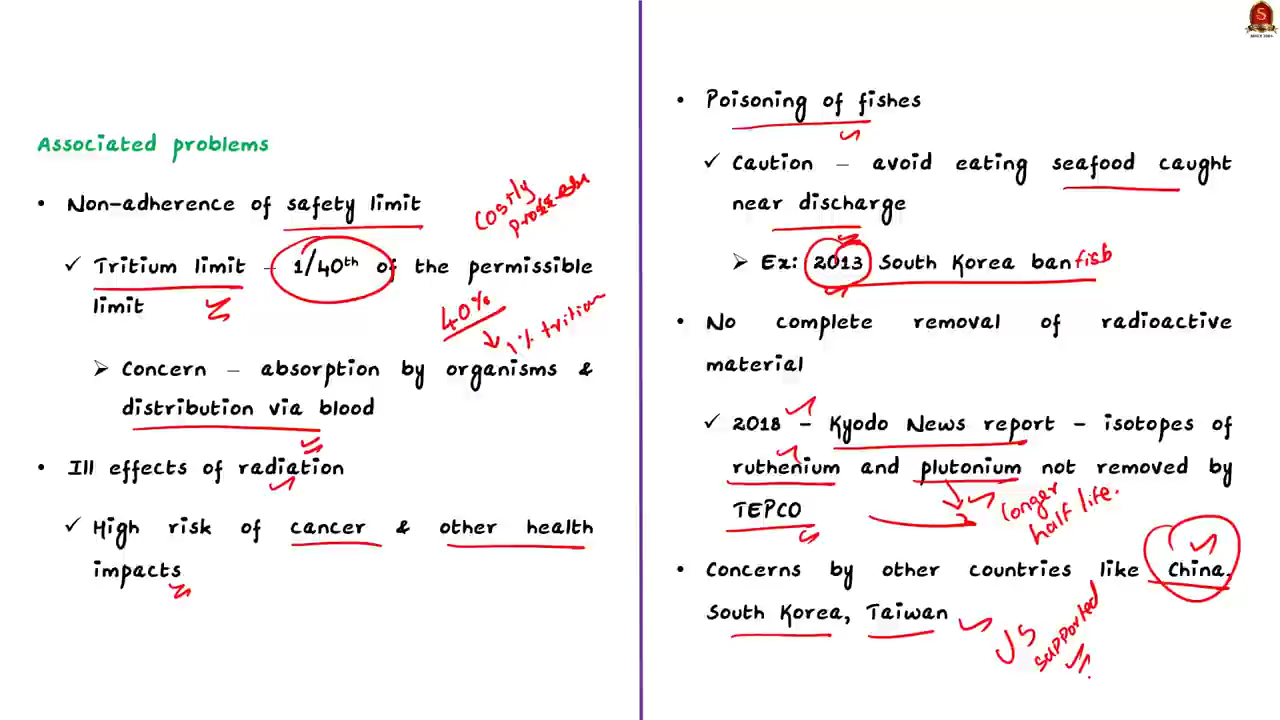 Associated problems
• Non-adherence of safety limit
✓ Tritium limit – 1/40th of the permissible
limit
➢ Concern – absorption by organisms &
distribution via blood
• Ill effects of radiation
✓ High risk of cancer & other health
impacts
Costly
process
40%
1% tritium
• Poisoning of fishes
✓ Caution – avoid eating seafood caught
near discharge
➢ Ex: 2013 South Korea ban fish
• No complete removal of radioactive
material
✓ 2018 – Kyodo News report – isotopes of
ruthenium and plutonium not removed by
TEPCO
longer
half life.
• Concerns by other countries like China,
South Korea, Taiwan
US
supported
S